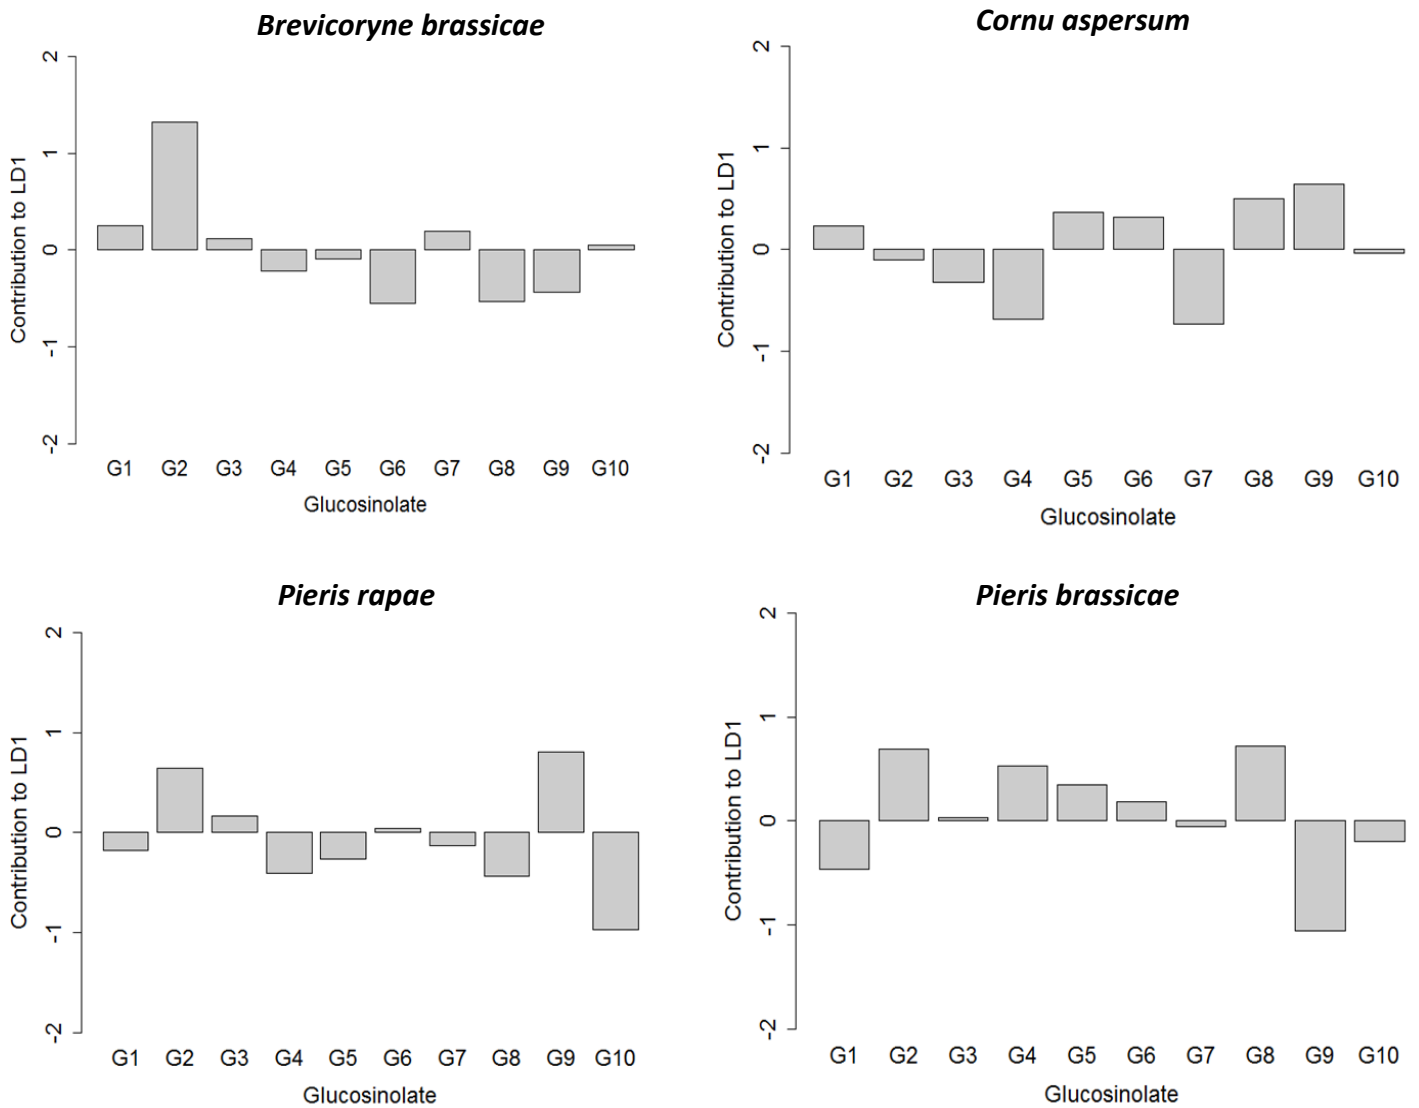 Brevicoryne brassicae
Contribution to LD1
2
1
0
-1
-2
G1 G2 G3 G4 G5 G6 G7 G8 G9 G10
Glucosinolate
Cornu aspersum
Contribution to LD1
2
1
0
-1
-2
G1 G2 G3 G4 G5 G6 G7 G8 G9 G10
Glucosinolate
Pieris rapae
Contribution to LD1
2
1
0
-1
-2
G1 G2 G3 G4 G5 G6 G7 G8 G9 G10
Glucosinolate
Pieris brassicae
Contribution to LD1
2
1
0
-1
-2
G1 G2 G3 G4 G5 G6 G7 G8 G9 G10
Glucosinolate